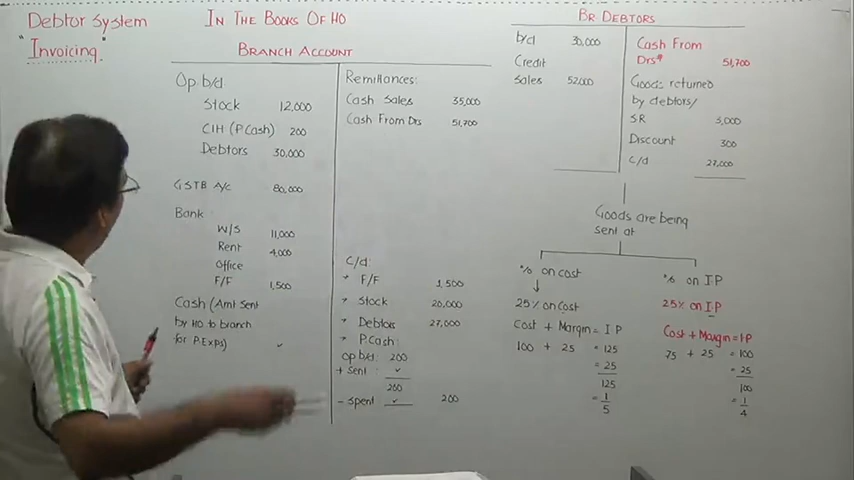 Debtor System
"Invoicing"
In The Books Of HO
Branch Account
Op b/d.
Stock 12,000
CIH (P.Cash) 200
Debtors 30,000
GSTB A/c 80,000
Bank
W/S 11,000
Rent 4,000
Office
F/F 1,500
Cash (Amt Sent
by HO to branch
for P.Exps) ✓
Remittances:
Cash Sales 35,000
Cash From Drs 51,700
C/d:
* F/F 1,500
* Stock 20,000
* Debtors 27,000
* P.Cash:
Op b/d: 200
+ Sent: ✓
200
- Spent ✓ 200
Br Debtors
b/d 30,000
Credit
Sales 52,000
Cash From
Drs* 51,700
Goods returned
by debtors/
SR 3,000
Discount 300
C/d 27,000
Goods are being
Sent at
% on cost
25% on Cost
Cost + Margin = IP
100 + 25 = 125
= 25
125
= 1
5
% on IP
25% on IP
Cost + Margin = IP
75 + 25 = 100
= 25
100
= 1
4